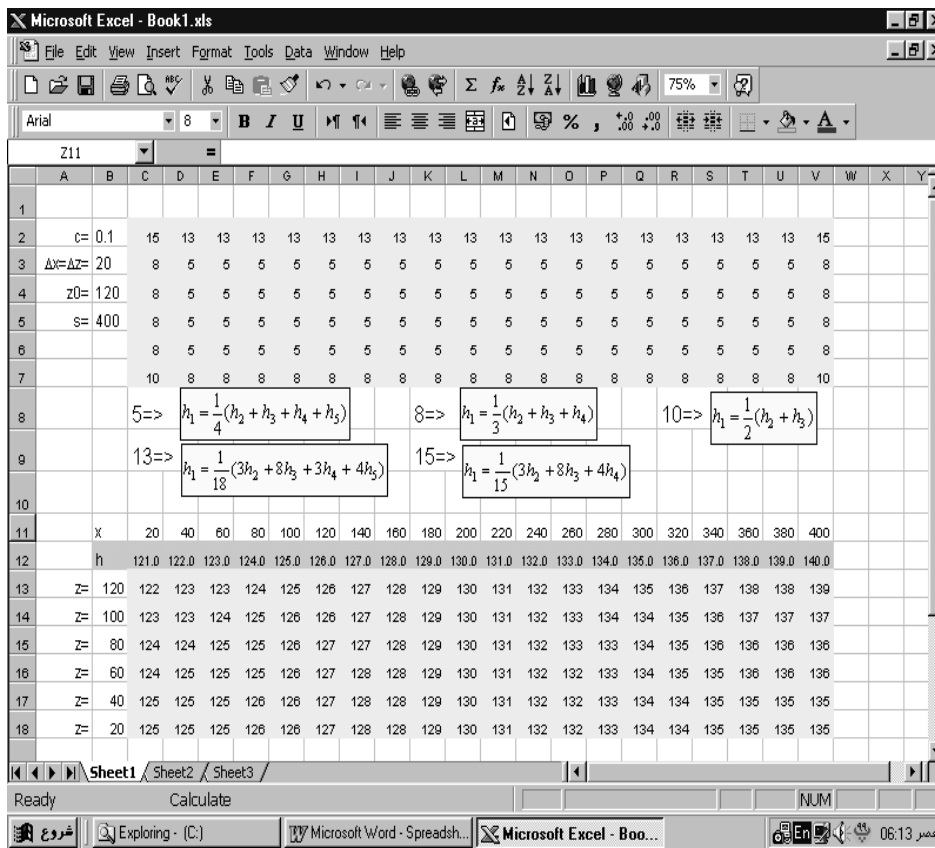 Microsoft Excel - Book1.xls
File Edit View Insert Format Tools Data Window Help
75%
Arial 8 B I U
Z11 =
A B C D E F G H I J K L M N O P Q R S T U V W X Y
1
2 c= 0.1 15 13 13 13 13 13 13 13 13 13 13 13 13 13 13 13 13 13 13 15
3 Δx=Δz= 20 8 5 5 5 5 5 5 5 5 5 5 5 5 5 5 5 5 5 5 8
4 z0= 120 8 5 5 5 5 5 5 5 5 5 5 5 5 5 5 5 5 5 5 8
5 s= 400 8 5 5 5 5 5 5 5 5 5 5 5 5 5 5 5 5 5 5 8
6 8 5 5 5 5 5 5 5 5 5 5 5 5 5 5 5 5 5 5 8
7 10 8 8 8 8 8 8 8 8 8 8 8 8 8 8 8 8 8 8 10
8 5=> h₁ = 1/4(h₂ + h₃ + h₄ + h₅) 8=> h₁ = 1/3(h₂ + h₃ + h₄) 10=> h₁ = 1/2(h₂ + h₃)
9 13=> h₁ = 1/18(3h₂ + 8h₃ + 3h₄ + 4h₅) 15=> h₁ = 1/15(3h₂ + 8h₃ + 4h₄)
10
11 X 20 40 60 80 100 120 140 160 180 200 220 240 260 280 300 320 340 360 380 400
12 h 121.0 122.0 123.0 124.0 125.0 126.0 127.0 128.0 129.0 130.0 131.0 132.0 133.0 134.0 135.0 136.0 137.0 138.0 139.0 140.0
13 z= 120 122 123 123 124 125 126 127 128 129 130 131 132 133 134 135 136 137 138 138 139
14 z= 100 123 123 124 125 125 126 127 128 129 130 131 132 133 134 134 135 136 137 137 137
15 z= 80 124 124 125 125 126 127 127 128 129 130 131 132 133 133 134 135 136 136 136 136
16 z= 60 124 125 125 125 126 127 128 128 129 130 131 132 132 133 134 135 135 136 136 136
17 z= 40 125 125 125 126 126 127 128 128 129 130 131 132 132 133 134 134 135 135 135 135
18 z= 20 125 125 125 126 126 127 128 128 129 130 131 132 132 133 134 134 135 135 135 135
Sheet1 Sheet2 Sheet3
Ready Calculate NUM
فروع Exploring - (C:) Microsoft Word - Spreadsh... Microsoft Excel - Boo... En 06:13